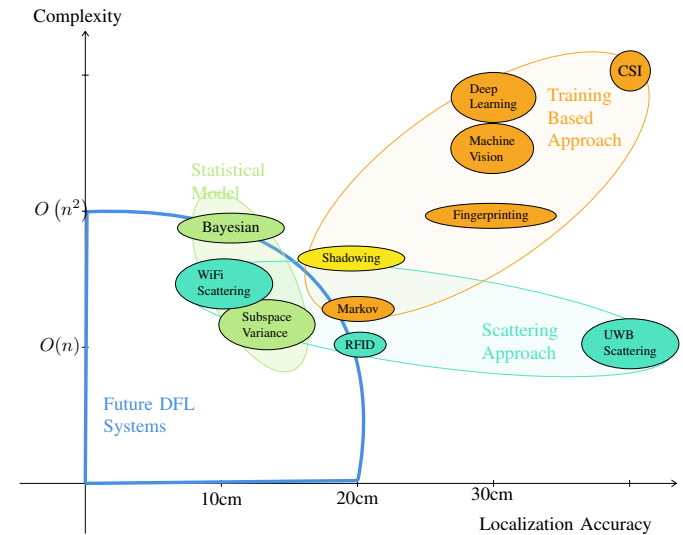 Complexity
CSI
Deep
Learning
Training
Based
Approach
Machine
Vision
Statistical
Model
O (n²)
Fingerprinting
Bayesian
Shadowing
WiFi
Scattering
Markov
Subspace
Variance
Scattering
Approach
UWB
Scattering
O(n)
RFID
Future DFL
Systems
10cm
20cm
30cm
Localization Accuracy